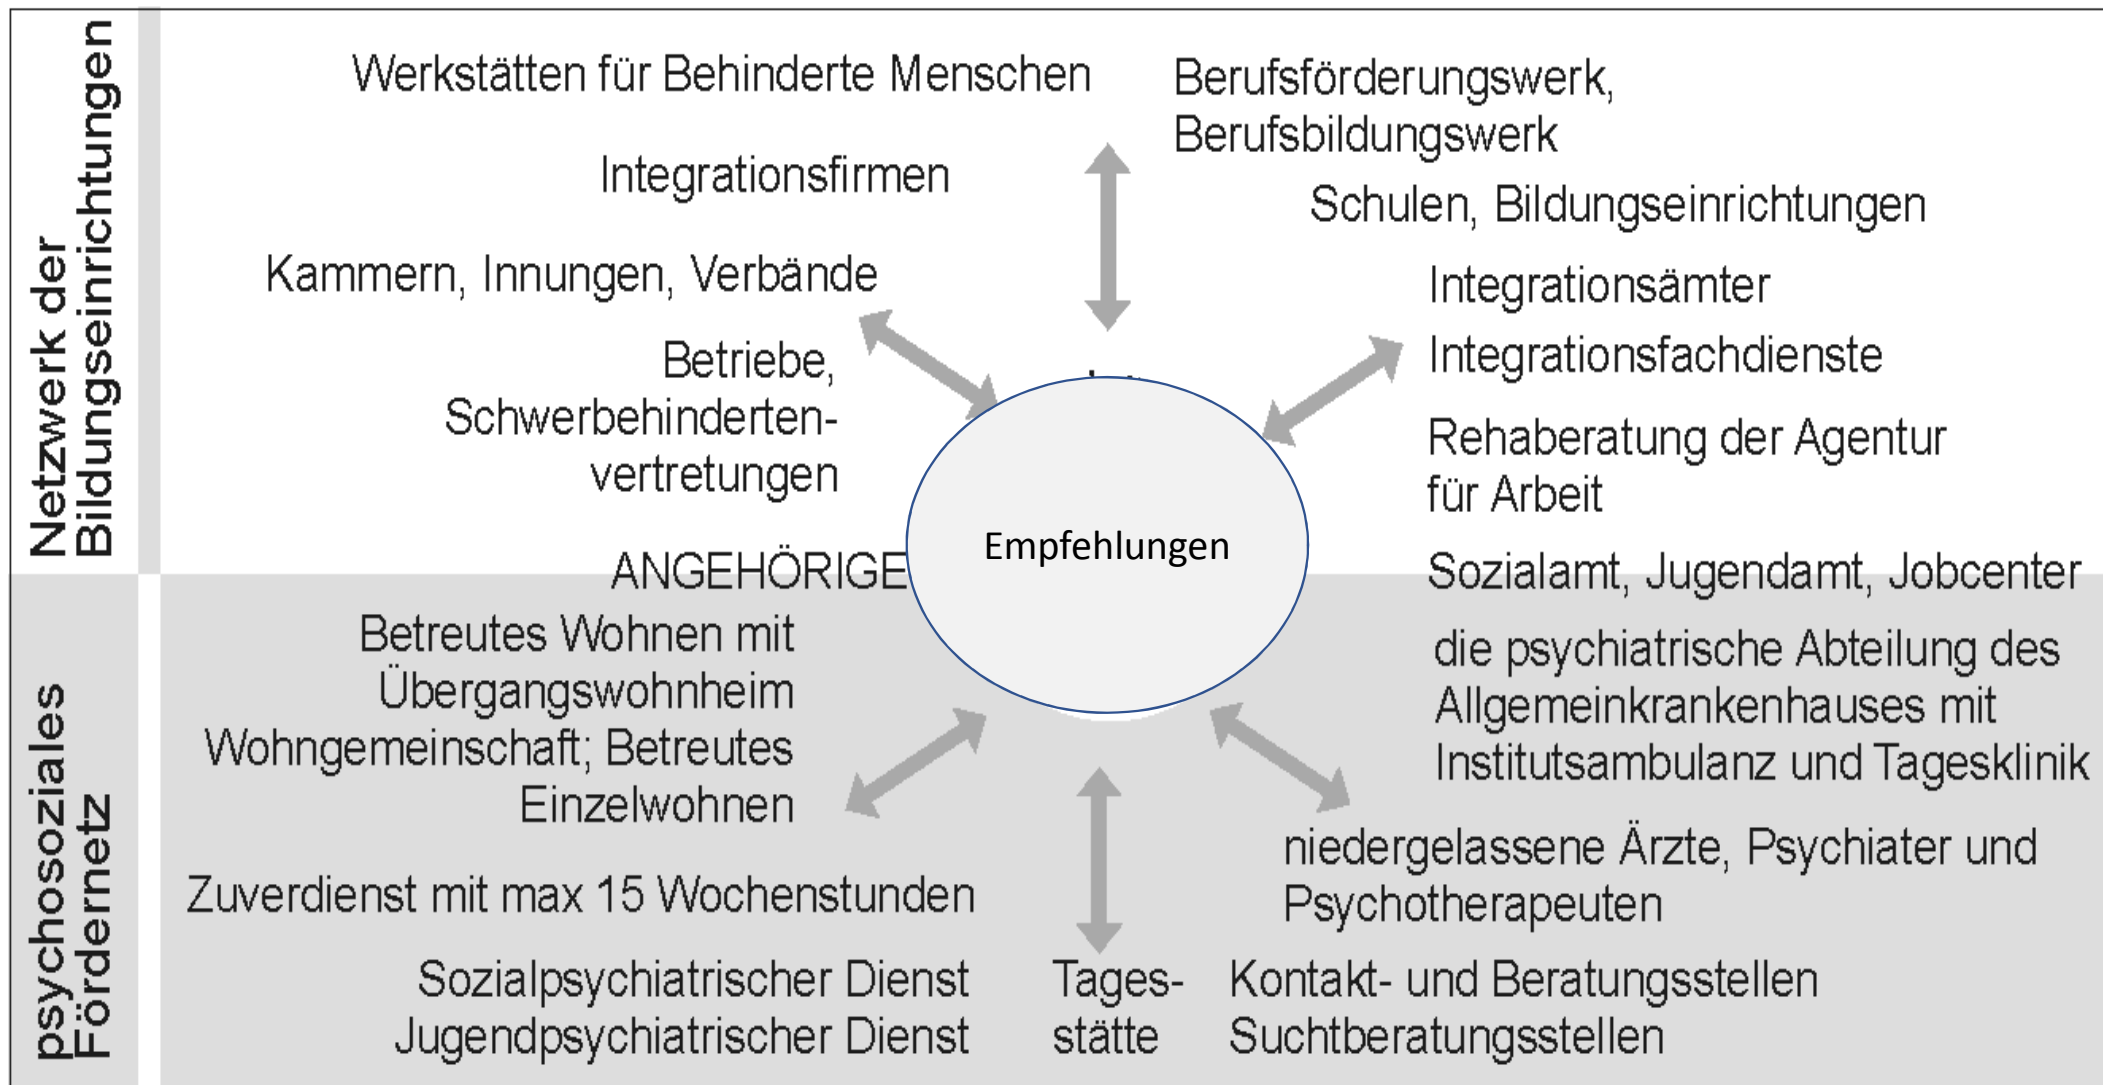 Netzwerk der
Bildungseinrichtungen
Werkstätten für Behinderte Menschen
Integrationsfirmen
Kammern, Innungen, Verbände
Betriebe,
Schwerbehinderten-
vertretungen
ANGEHÖRIGE
Berufsförderungswerk,
Berufsbildungswerk
Schulen, Bildungseinrichtungen
Integrationsämter
Integrationsfachdienste
Rehaberatung der Agentur
für Arbeit
Sozialamt, Jugendamt, Jobcenter
Empfehlungen
psychosoziales
Fördernetz
Betreutes Wohnen mit
Übergangswohnheim
Wohngemeinschaft; Betreutes
Einzelwohnen
Zuverdienst mit max 15 Wochenstunden
Sozialpsychiatrischer Dienst
Jugendpsychiatrischer Dienst
Tages-
stätte
die psychiatrische Abteilung des
Allgemeinkrankenhauses mit
Institutsambulanz und Tagesklinik
niedergelassene Ärzte, Psychiater und
Psychotherapeuten
Kontakt- und Beratungsstellen
Suchtberatungsstellen